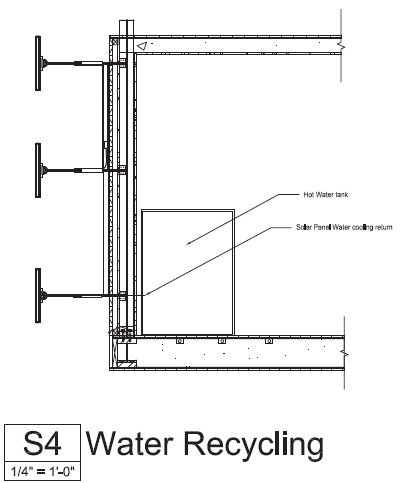 Hot Water tank
Solar Panel Water cooling return
S4 Water Recycling
1/4" = 1'-0"